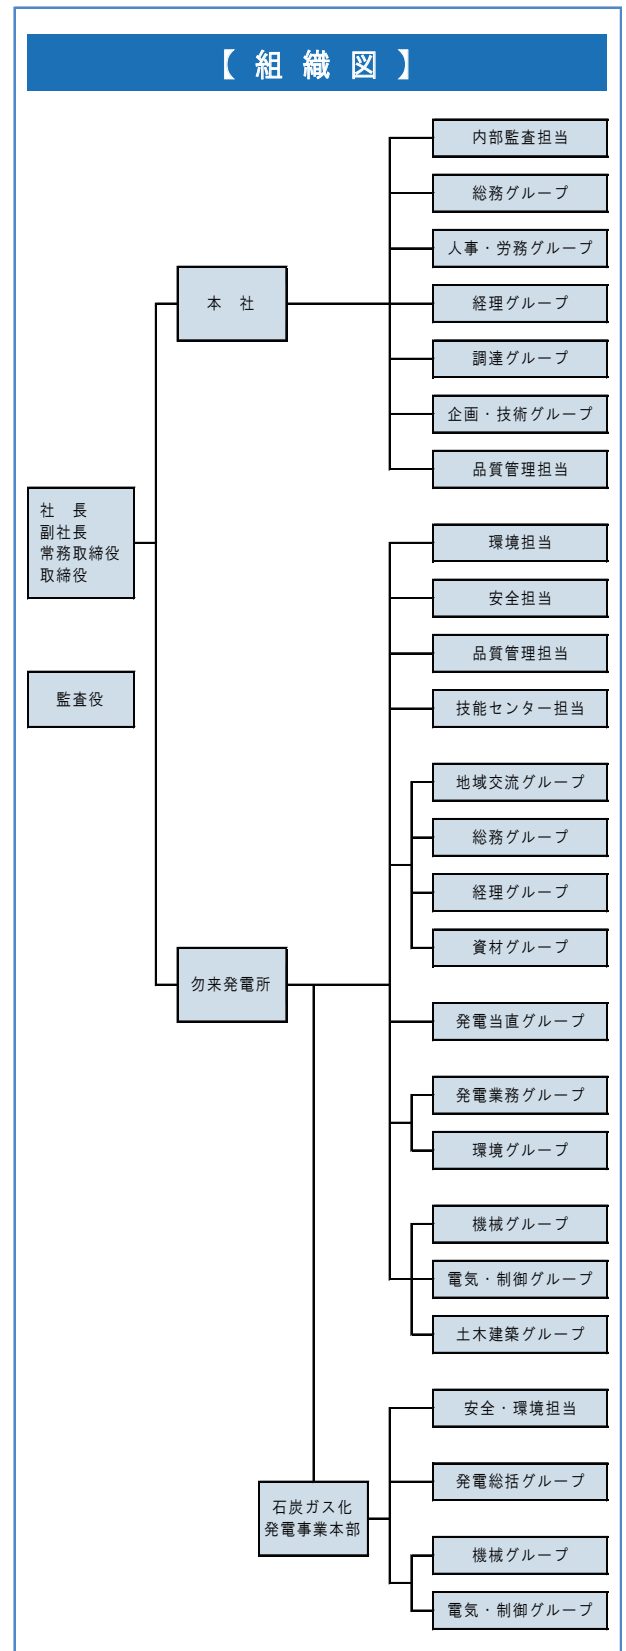 【組織図】
内部監査担当
総務グループ
人事・労務グループ
本　社
経理グループ
調達グループ
企画・技術グループ
品質管理担当
社　長
副社長
常務取締役
取締役
監査役
環境担当
安全担当
品質管理担当
技能センター担当
地域交流グループ
総務グループ
経理グループ
資材グループ
勿来発電所
発電当直グループ
発電業務グループ
環境グループ
機械グループ
電気・制御グループ
土木建築グループ
安全・環境担当
発電総括グループ
石炭ガス化
発電事業本部
機械グループ
電気・制御グループ